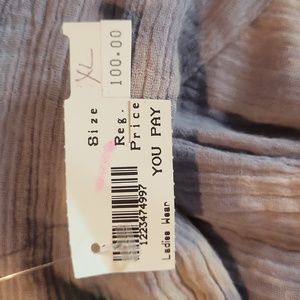 Size XL
Reg. 100.00
Price
YOU PAY
1223474997
Ladies Wear